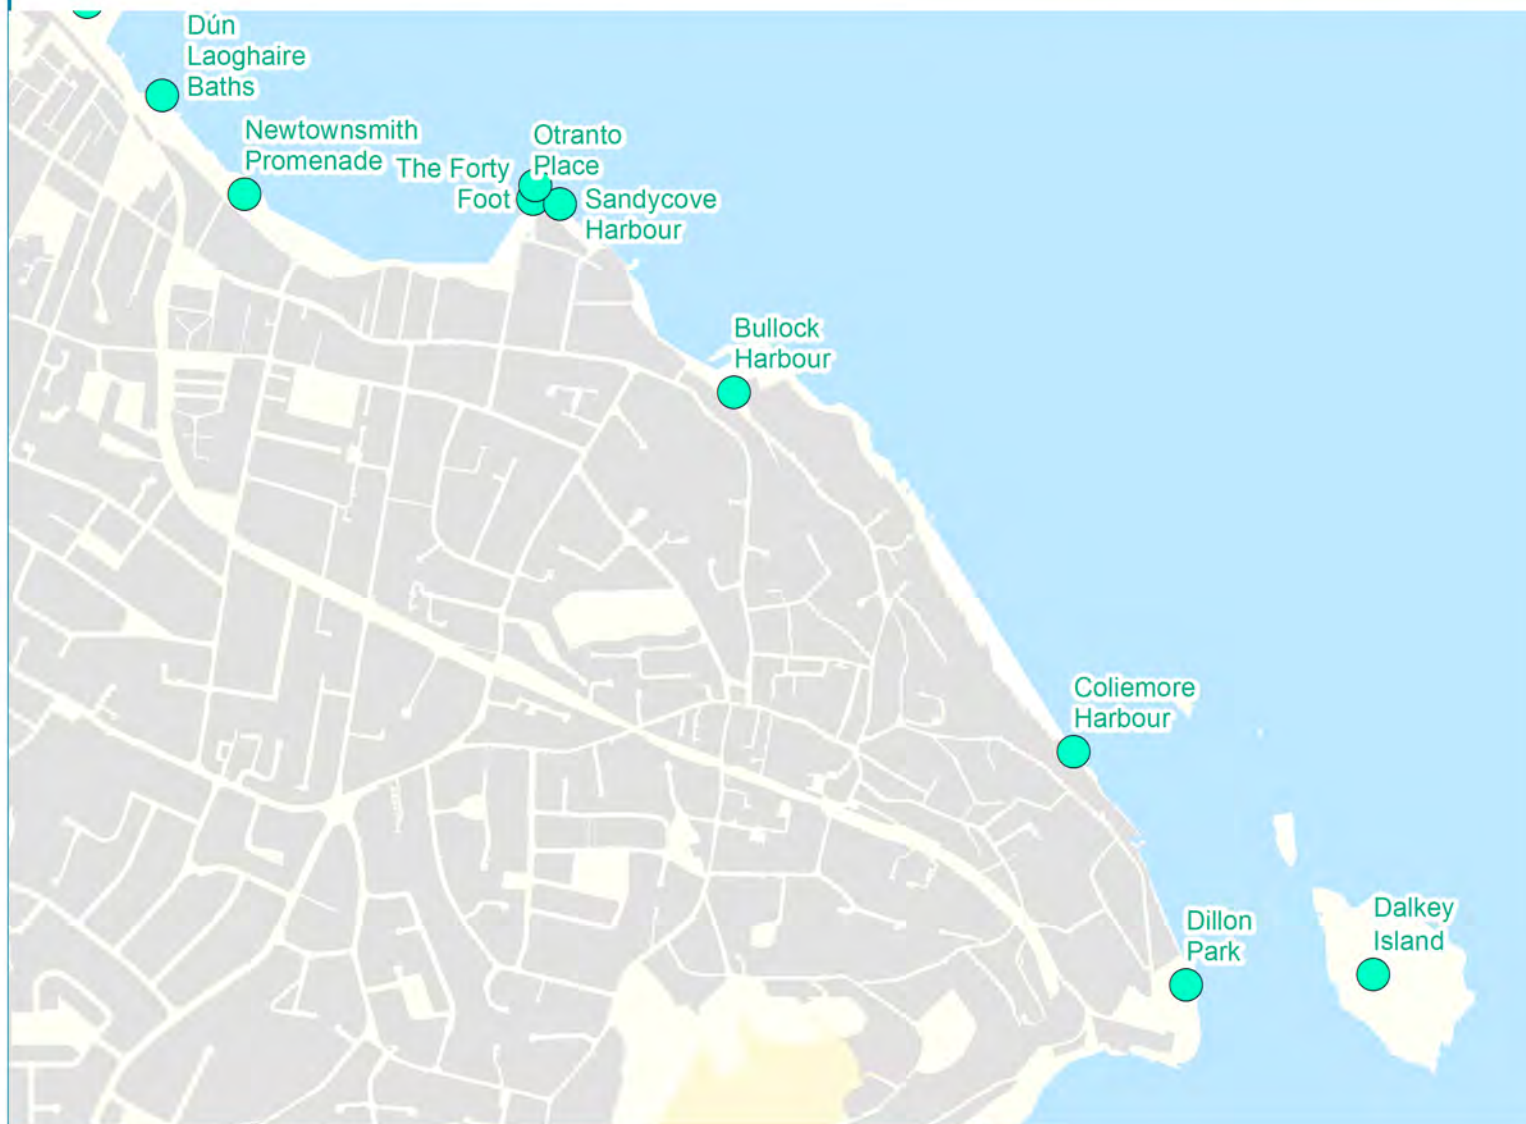 Dún
Laoghaire
Baths
Newtownsmith
Promenade
The Forty
Foot
Otranto
Place
Sandycove
Harbour
Bullock
Harbour
Coliemore
Harbour
Dillon
Park
Dalkey
Island